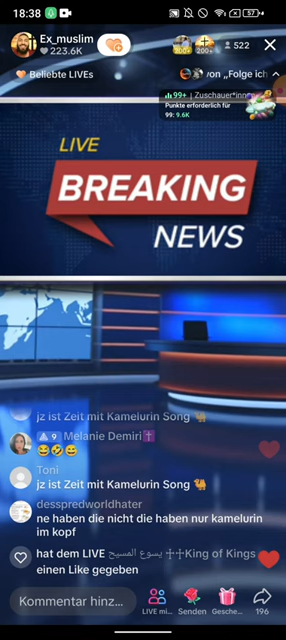 18:38
57
Ex_muslim
223.6K
200+
200+
522
Beliebte LIVEs
von „Folge ich
99+ | Zuschauer*innen
Punkte erforderlich für
99: 9.6K
LIVE
BREAKING
NEWS
jz ist Zeit mit Kamelurin Song 🐪
9 Melanie Demiri✝️
😂🤣😅
Toni
jz ist Zeit mit Kamelurin Song 🐪
desspredworldhater
ne haben die nicht die haben nur kamelurin
im kopf
hat dem LIVE يسوع المسيح ☩☩King of Kings
einen Like gegeben
Kommentar hinz...
LIVE mi...
Senden
Gesche...
196